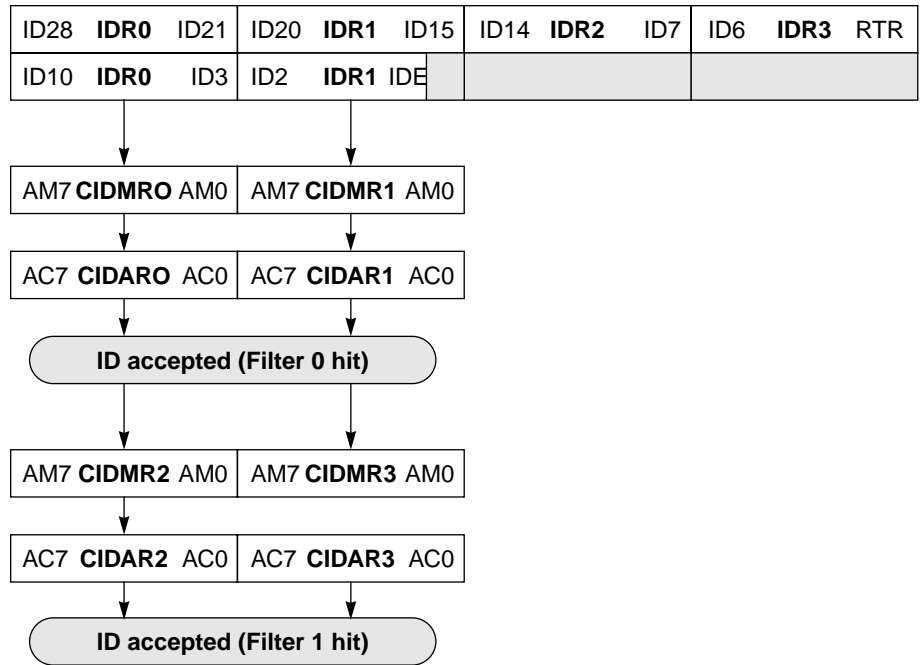 ID28 IDR0 ID21 ID20 IDR1 ID15 ID14 IDR2 ID7 ID6 IDR3 RTR
ID10 IDR0 ID3 ID2 IDR1 IDE
AM7 CIDMRO AM0 AM7 CIDMR1 AM0
AC7 CIDARO AC0 AC7 CIDAR1 AC0
ID accepted (Filter 0 hit)
AM7 CIDMR2 AM0 AM7 CIDMR3 AM0
AC7 CIDAR2 AC0 AC7 CIDAR3 AC0
ID accepted (Filter 1 hit)